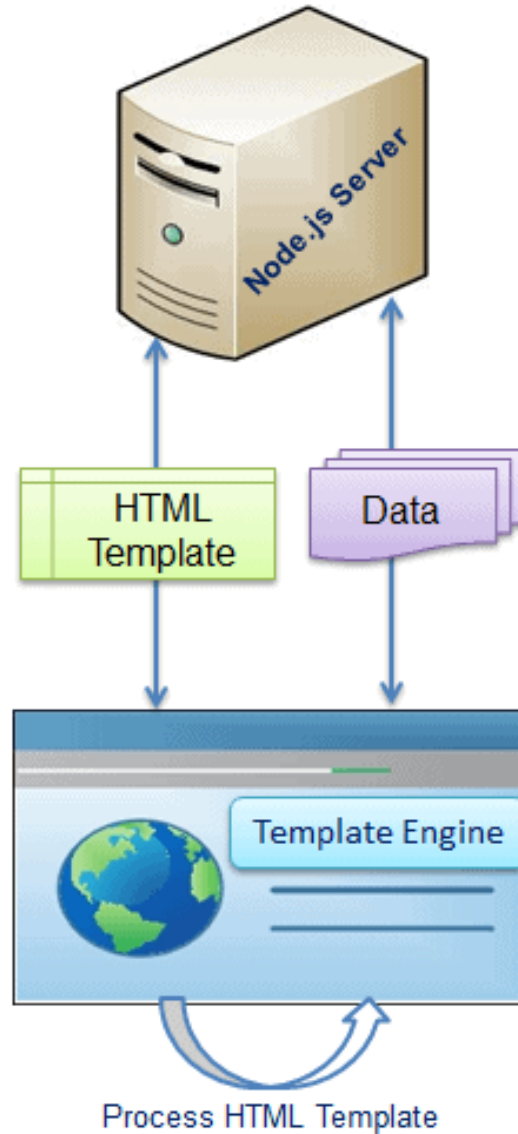 Node.js Server
HTML
Template
Data
Template Engine
Process HTML Template